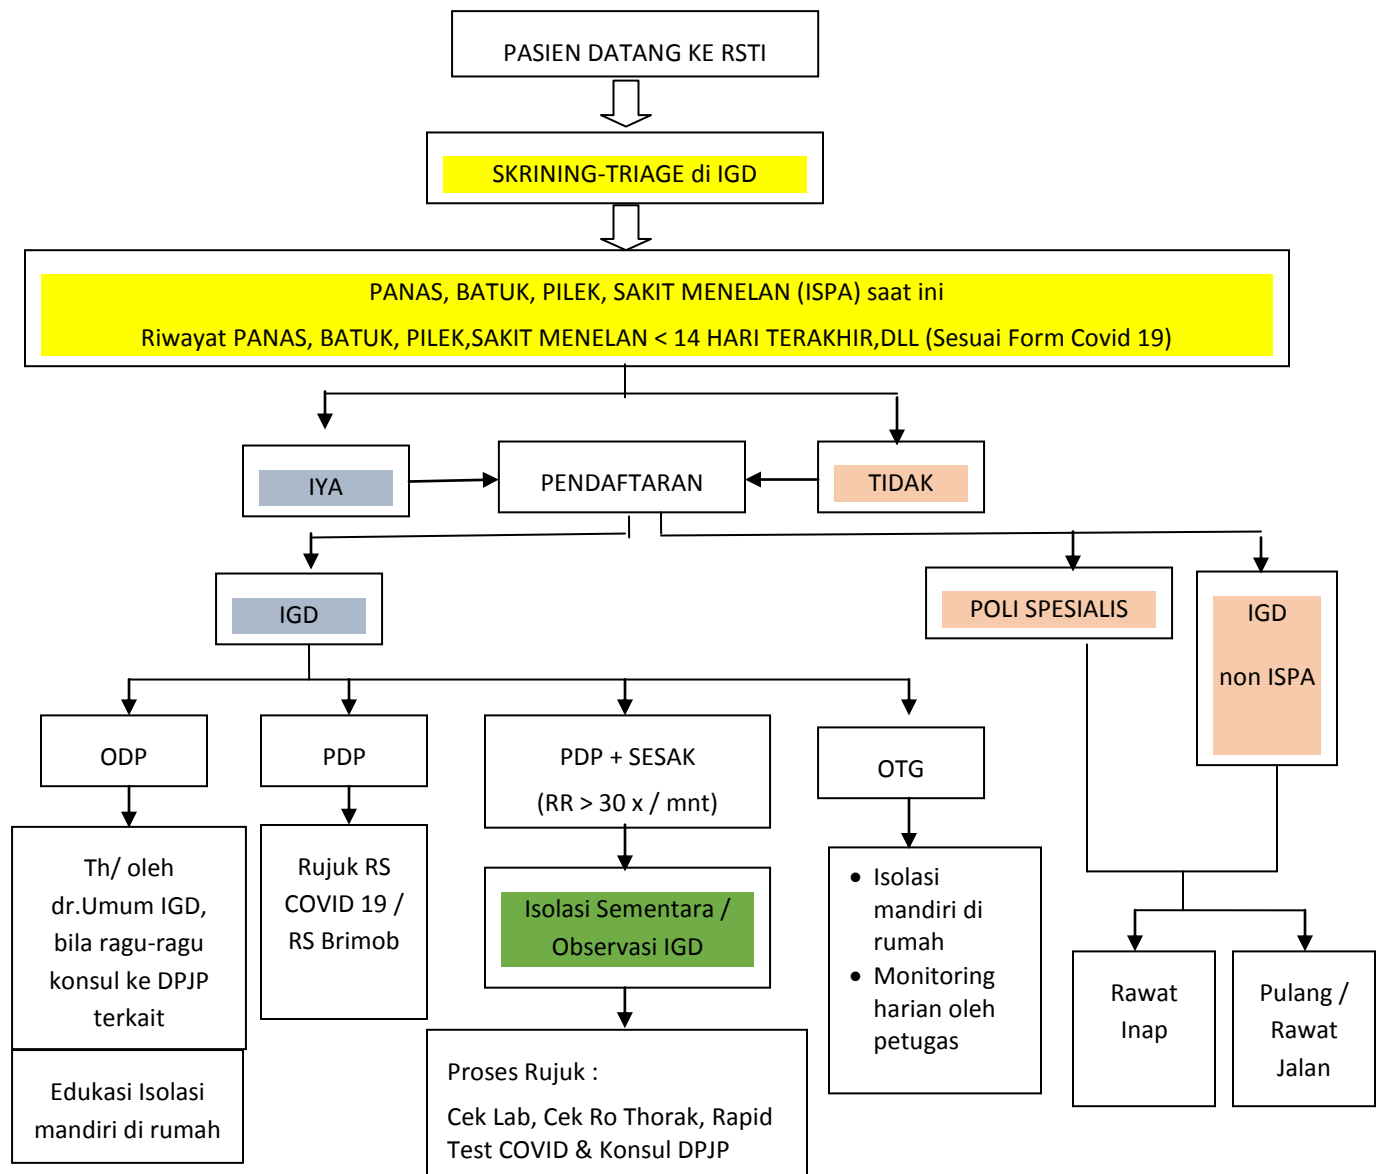 PASIEN DATANG KE RSTI
SKRINING-TRIAGE di IGD
PANAS, BATUK, PILEK, SAKIT MENELAN (ISPA) saat ini
Riwayat PANAS, BATUK, PILEK,SAKIT MENELAN < 14 HARI TERAKHIR,DLL (Sesuai Form Covid 19)
IYA
PENDAFTARAN
TIDAK
IGD
POLI SPESIALIS
IGD
non ISPA
ODP
PDP
PDP + SESAK
(RR > 30 x / mnt)
OTG
Th/ oleh
dr.Umum IGD,
bila ragu-ragu
konsul ke DPJP
terkait
Edukasi Isolasi
mandiri di rumah
Rujuk RS
COVID 19 /
RS Brimob
Isolasi Sementara /
Observasi IGD
Proses Rujuk :
Cek Lab, Cek Ro Thorak, Rapid
Test COVID & Konsul DPJP
• Isolasi
mandiri di
rumah
• Monitoring
harian oleh
petugas
Rawat
Inap
Pulang /
Rawat
Jalan